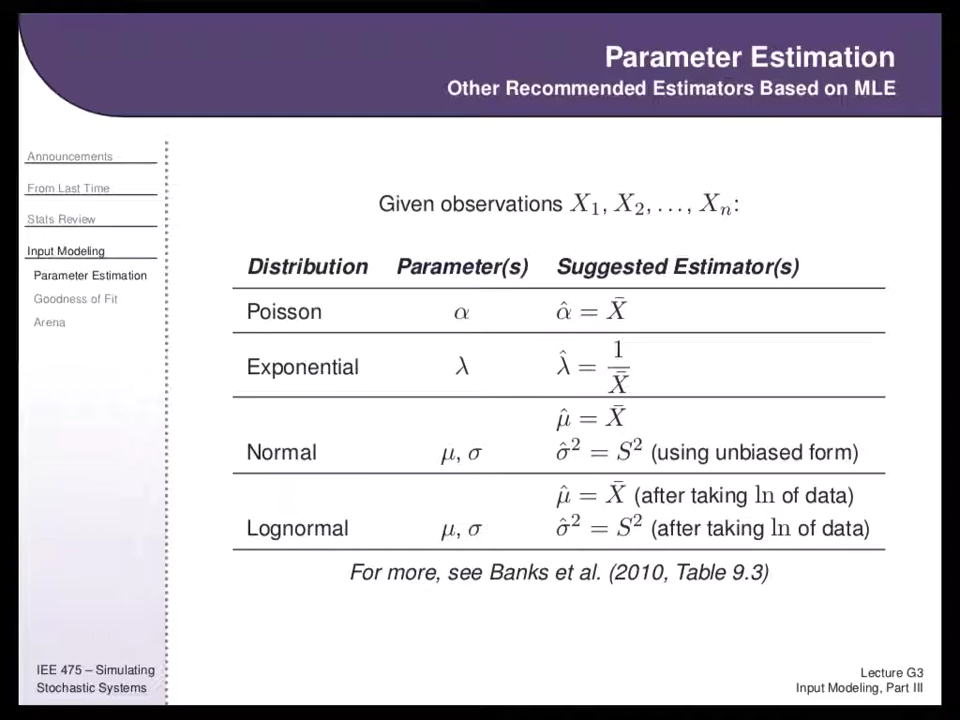 Parameter Estimation
Other Recommended Estimators Based on MLE
Announcements
From Last Time
Stats Review
Input Modeling
Parameter Estimation
Goodness of Fit
Arena
Given observations X₁, X₂, …, Xₙ:
Distribution Parameter(s) Suggested Estimator(s)
Poisson α α̂ = X̄
Exponential λ λ̂ = 1/X̄
μ̂ = X̄
Normal μ, σ σ̂² = S² (using unbiased form)
μ̂ = X̄ (after taking ln of data)
Lognormal μ, σ σ̂² = S² (after taking ln of data)
For more, see Banks et al. (2010, Table 9.3)
IEE 475 – Simulating
Stochastic Systems
Lecture G3
Input Modeling, Part III